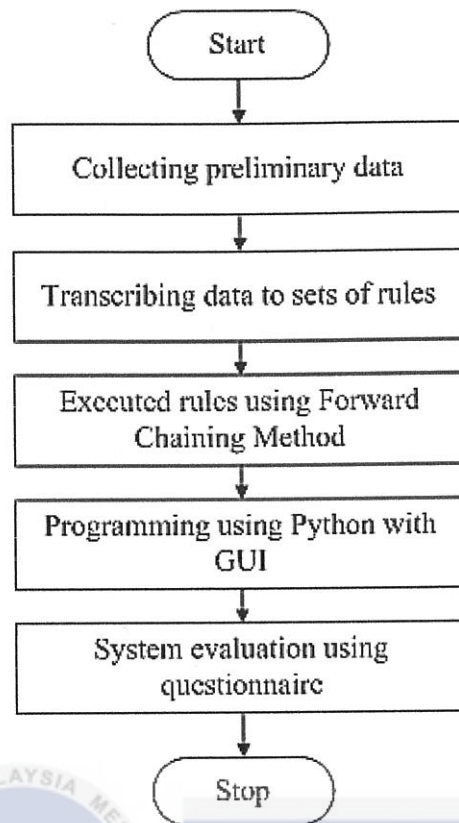 Start
Collecting preliminary data
Transcribing data to sets of rules
Executed rules using Forward
Chaining Method
Programming using Python with
GUI
System evaluation using
questionnaire
Stop